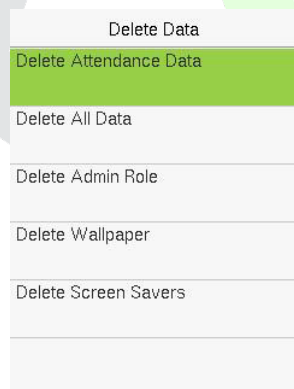 Delete Data
Delete Attendance Data
Delete All Data
Delete Admin Role
Delete Wallpaper
Delete Screen Savers